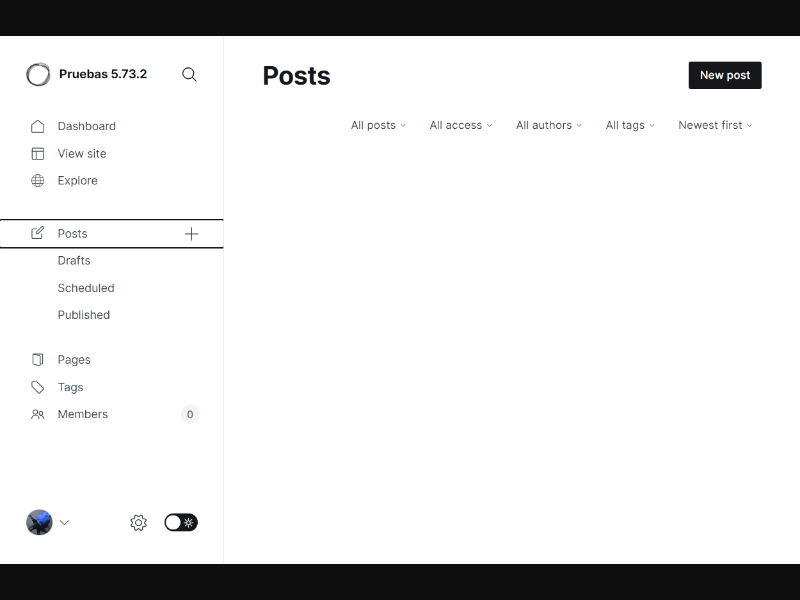 Pruebas 5.73.2
Dashboard
View site
Explore
Posts
Drafts
Scheduled
Published
Pages
Tags
Members 0
Posts
New post
All posts All access All authors All tags Newest first